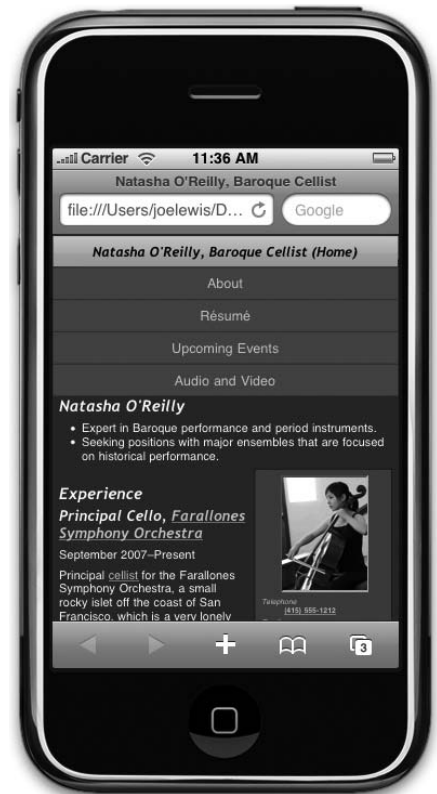 Carrier 11:36 AM
Natasha O'Reilly, Baroque Cellist
file:///Users/joelewis/D... Google
Natasha O'Reilly, Baroque Cellist (Home)
About
Résumé
Upcoming Events
Audio and Video
Natasha O'Reilly
• Expert in Baroque performance and period instruments.
• Seeking positions with major ensembles that are focused
on historical performance.
Experience
Principal Cello, Farallones
Symphony Orchestra
September 2007–Present
Principal cellist for the Farallones
Symphony Orchestra, a small
rocky islet off the coast of San
Francisco, which is a very lonely
Telephone
(415) 555-1212
3